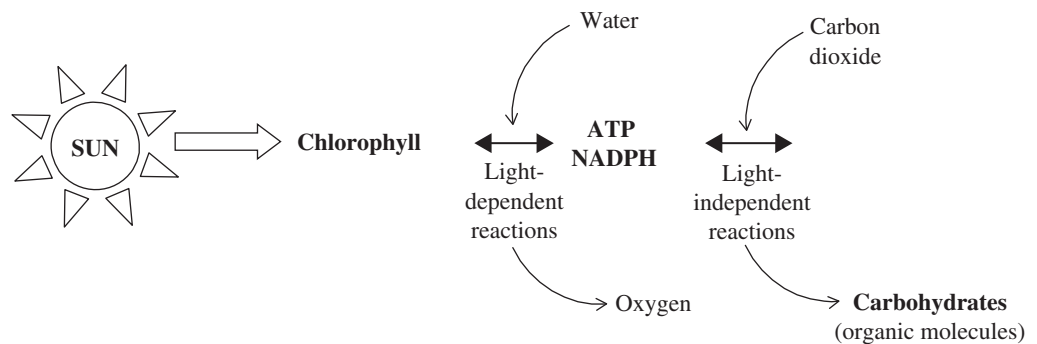 Water
Carbon
dioxide
SUN
Chlorophyll
ATP
NADPH
Light-
dependent
reactions
Light-
independent
reactions
Oxygen
Carbohydrates
(organic molecules)